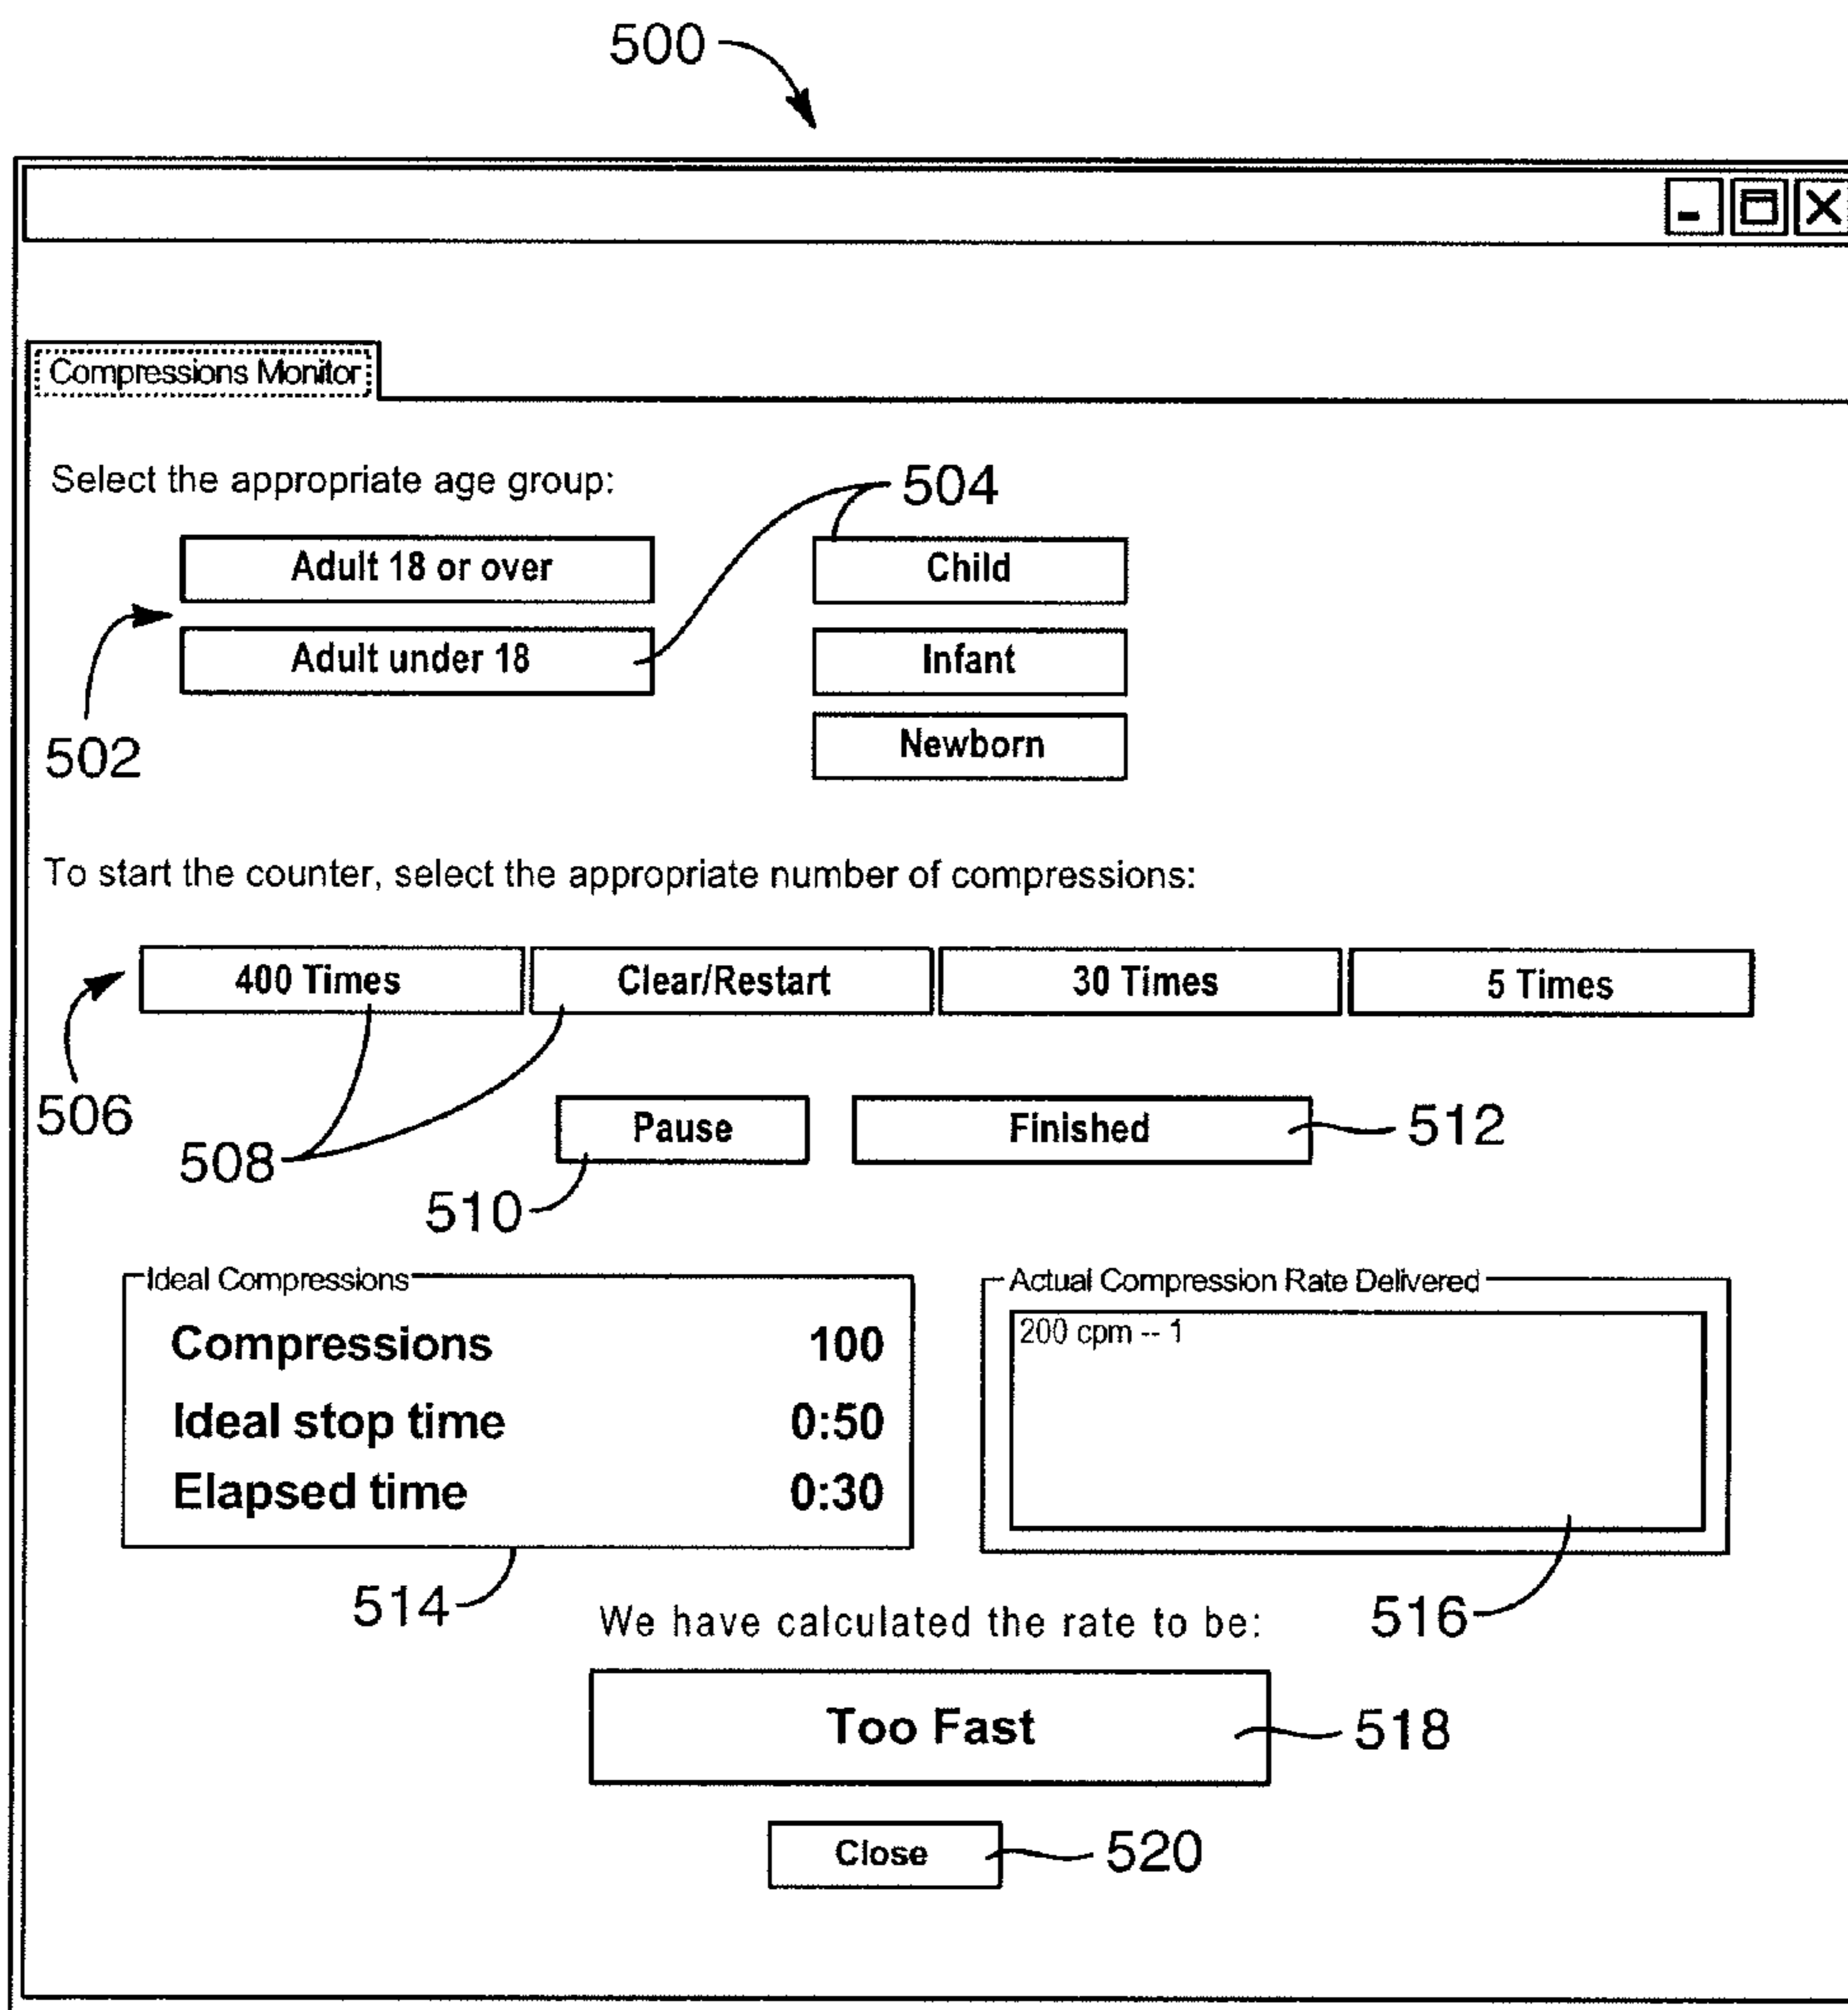 500
Compressions Monitor
Select the appropriate age group:
504
Adult 18 or over
Child
Adult under 18
Infant
502
Newborn
To start the counter, select the appropriate number of compressions:
400 Times
Clear/Restart
30 Times
5 Times
506
508
Pause
Finished
512
510
Ideal Compressions
Compressions 100
Ideal stop time 0:50
Elapsed time 0:30
Actual Compression Rate Delivered
200 cpm -- 1
514
516
We have calculated the rate to be:
Too Fast
518
Close
520